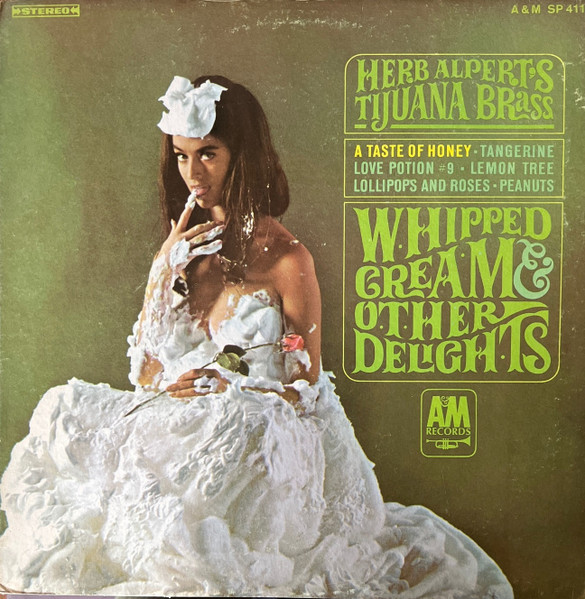 STEREO
A&M SP 411
HERB ALPERT'S
TIJUANA BRASS
A TASTE OF HONEY • TANGERINE
LOVE POTION #9 • LEMON TREE
LOLLIPOPS AND ROSES • PEANUTS
WHIPPED
CREAM &
OTHER
DELIGHTS
A&M
RECORDS